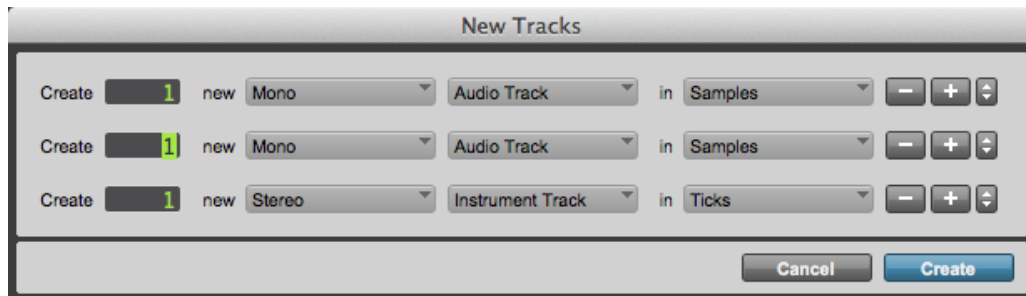 New Tracks
Create 1 new Mono Audio Track in Samples - +
Create 1 new Mono Audio Track in Samples - +
Create 1 new Stereo Instrument Track in Ticks - +
Cancel Create